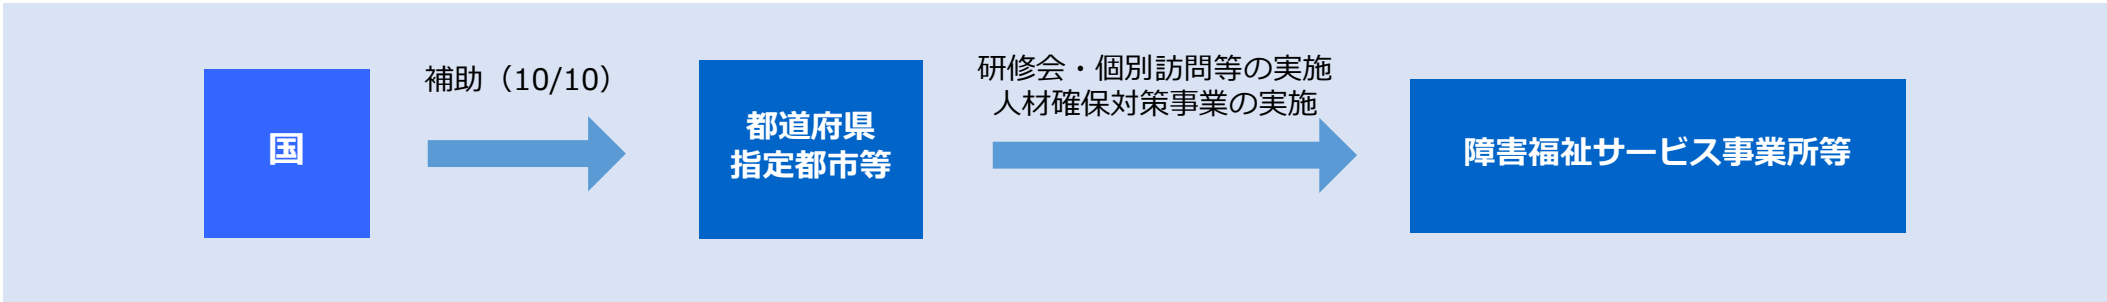 国
補助（10/10）
都道府県
指定都市等
研修会・個別訪問等の実施
人材確保対策事業の実施
障害福祉サービス事業所等